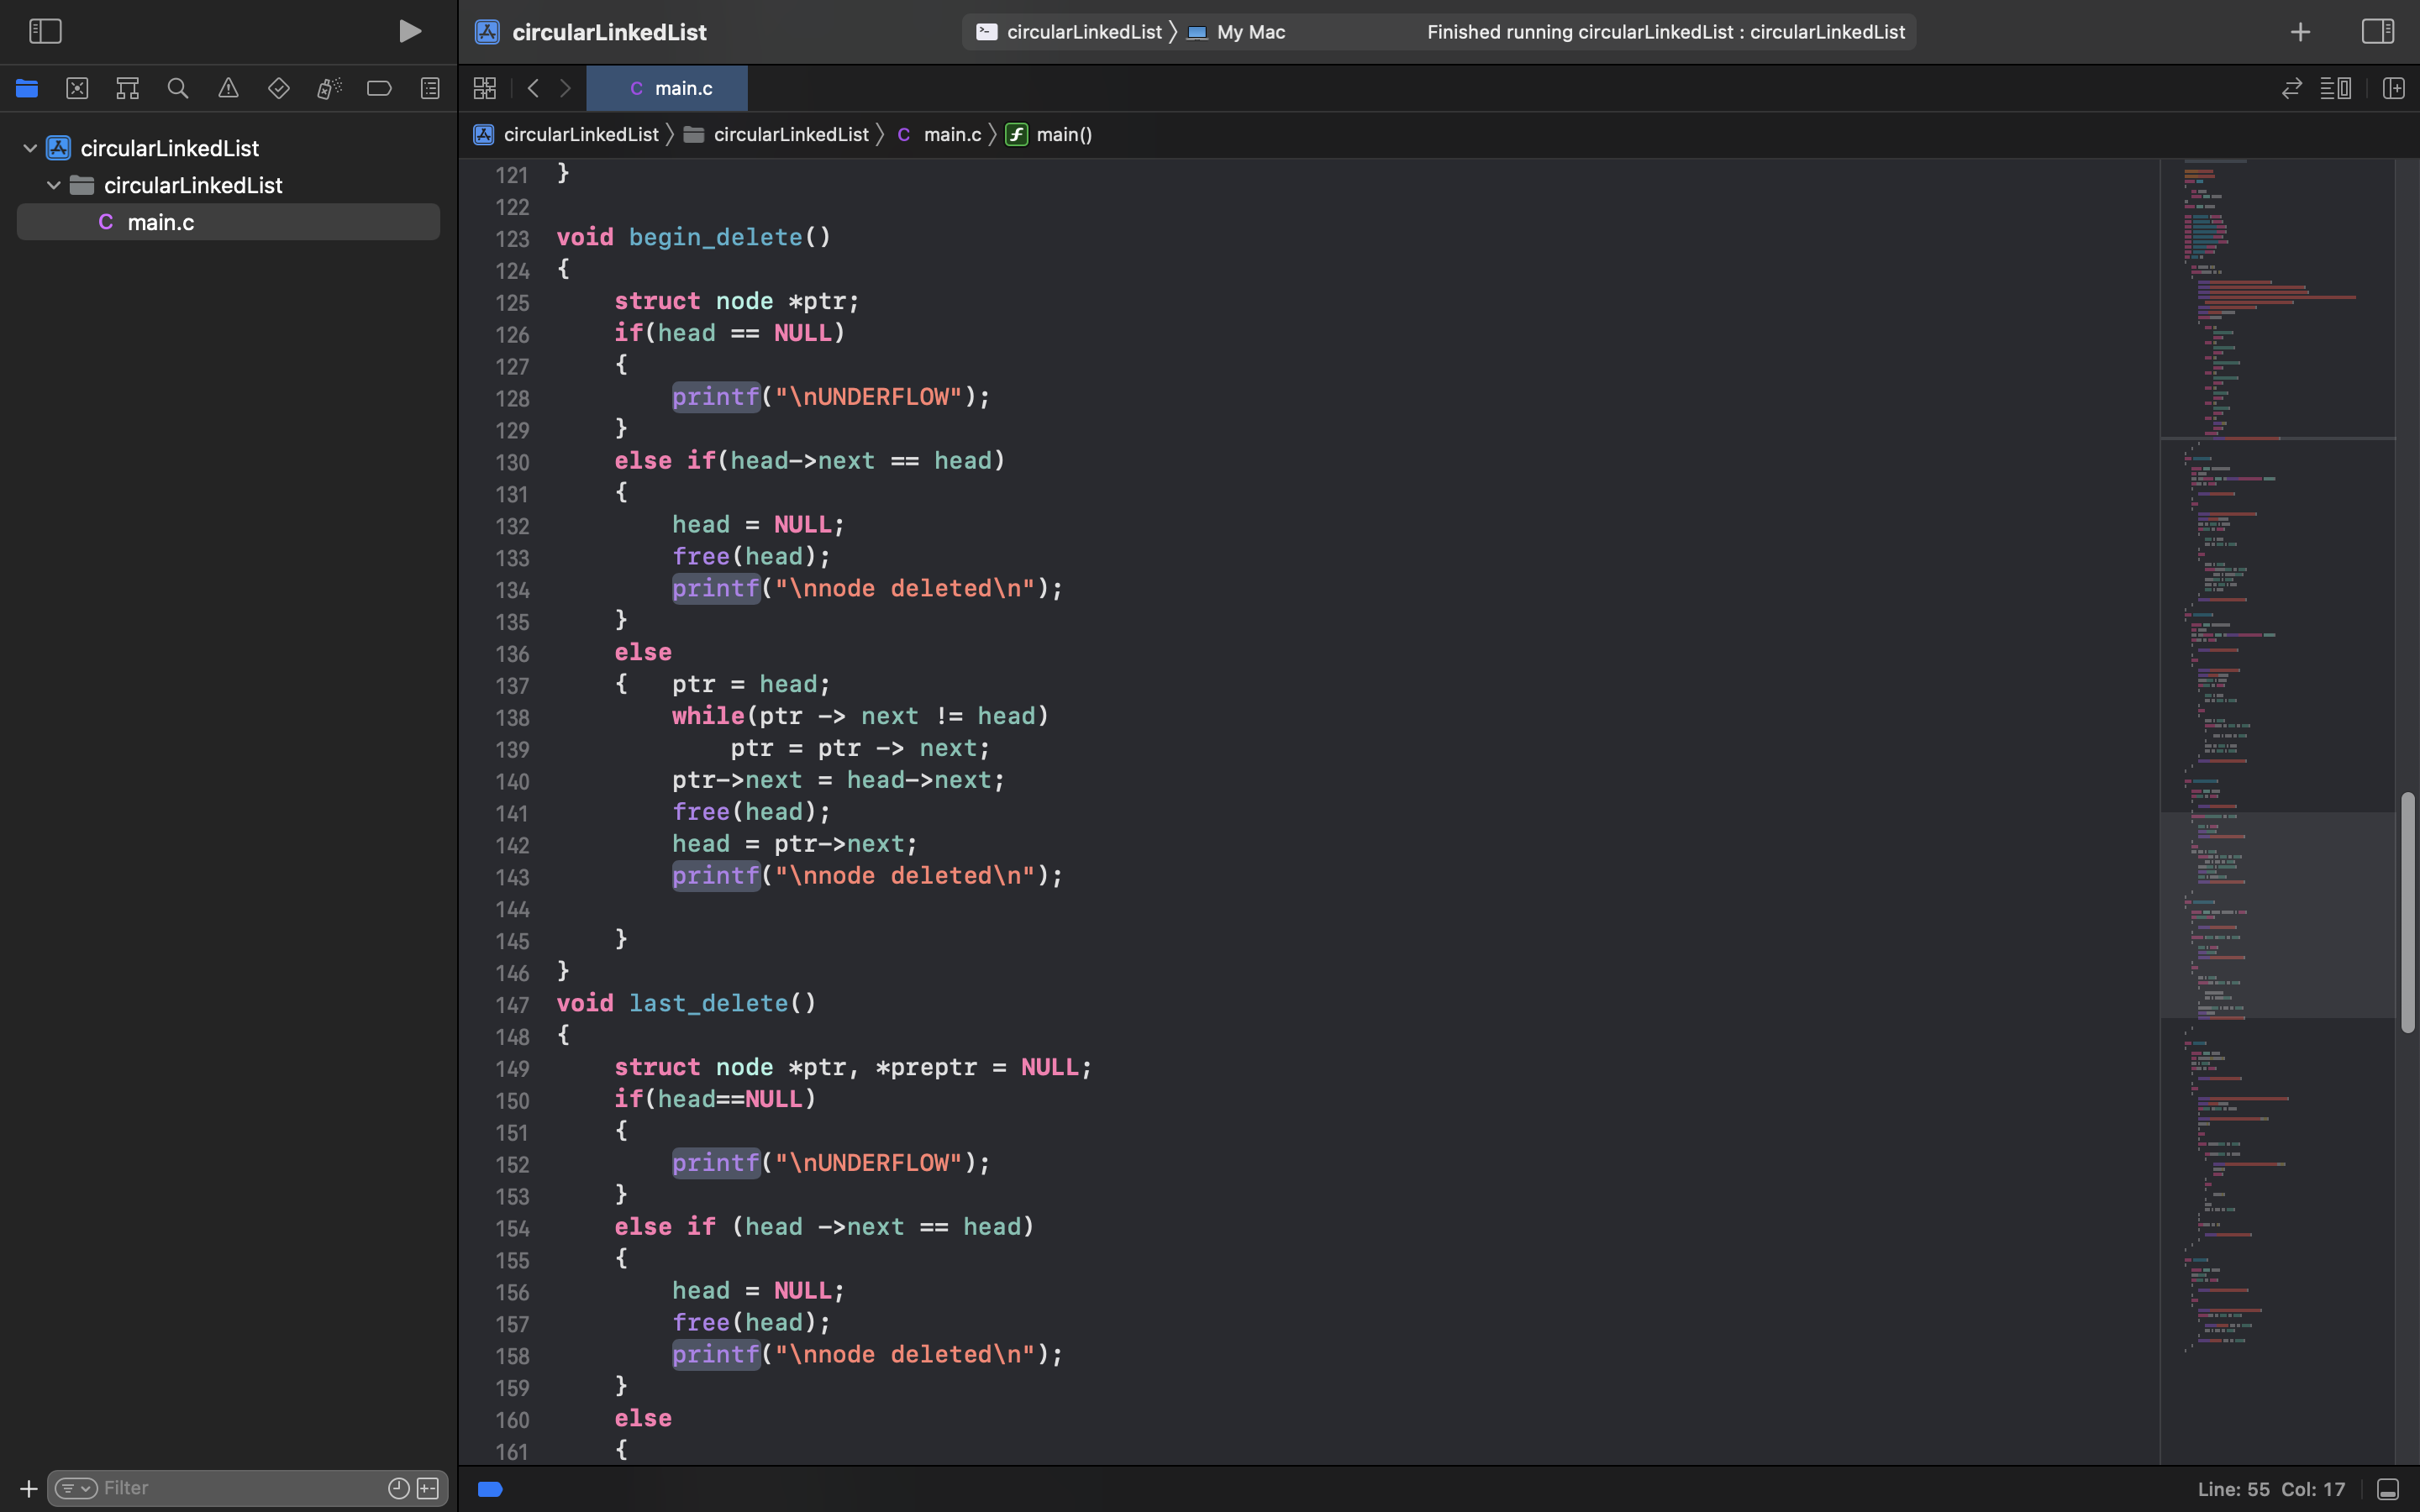 circularLinkedList
circularLinkedList 〉 My Mac
Finished running circularLinkedList : circularLinkedList
C main.c
circularLinkedList 〉 circularLinkedList 〉 C main.c 〉 f main()
circularLinkedList
circularLinkedList
C main.c
121 }
122
123 void begin_delete()
124 {
125     struct node *ptr;
126     if(head == NULL)
127     {
128         printf("\nUNDERFLOW");
129     }
130     else if(head->next == head)
131     {
132         head = NULL;
133         free(head);
134         printf("\nnode deleted\n");
135     }
136     else
137     {   ptr = head;
138         while(ptr -> next != head)
139             ptr = ptr -> next;
140         ptr->next = head->next;
141         free(head);
142         head = ptr->next;
143         printf("\nnode deleted\n");
144
145     }
146 }
147 void last_delete()
148 {
149     struct node *ptr, *preptr = NULL;
150     if(head==NULL)
151     {
152         printf("\nUNDERFLOW");
153     }
154     else if (head ->next == head)
155     {
156         head = NULL;
157         free(head);
158         printf("\nnode deleted\n");
159     }
160     else
161     {
Filter
Line: 55 Col: 17